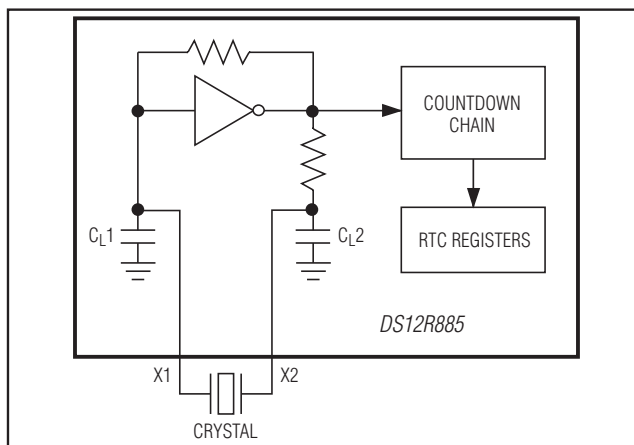 COUNTDOWN
CHAIN
C_L1
C_L2
RTC REGISTERS
DS12R885
X1
X2
CRYSTAL